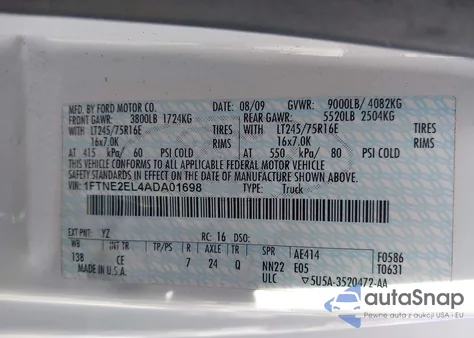 MFD. BY FORD MOTOR CO.
DATE: 08/09 GVWR: 9000LB/ 4082KG
FRONT GAWR: 3800LB 1724KG REAR GAWR: 5520LB 2504KG
WITH LT245/75R16E TIRES WITH LT245/75R16E TIRES
16x7.0K RIMS 16x7.0K RIMS
AT 415 kPa/ 60 PSI COLD AT 550 kPa/ 80 PSI COLD
THIS VEHICLE CONFORMS TO ALL APPLICABLE FEDERAL MOTOR VEHICLE
SAFETY STANDARDS IN EFFECT ON THE DATE OF MANUFACTURE SHOWN ABOVE.
VIN: 1FTNE2EL4ADA01698 TYPE: Truck
EXT PNT: YZ RC: 16 DSO:
WB INT TR TP/PS R AXLE TR SPR AE414 F0586
138 CE 7 24 Q NN22 E05 T0631
MADE IN U.S.A. ULC ▽5U5A-3520472-AA
autoSnap
Auction Purchase USA • EU